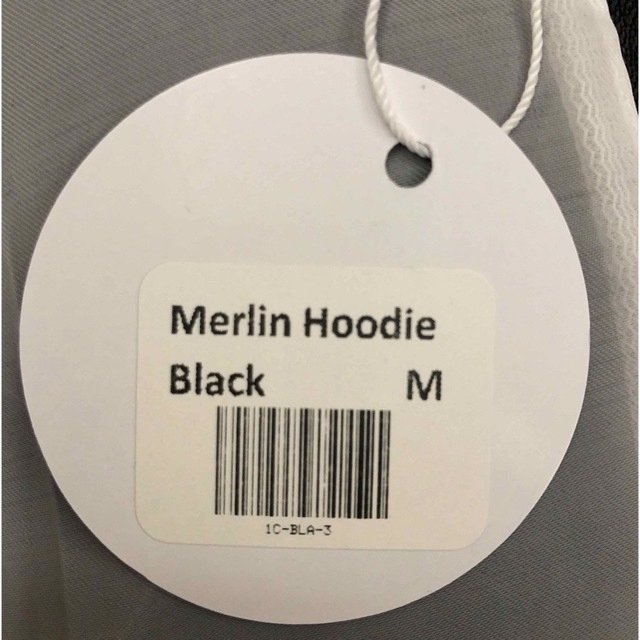 Merlin Hoodie
Black M
1C-BLA-3